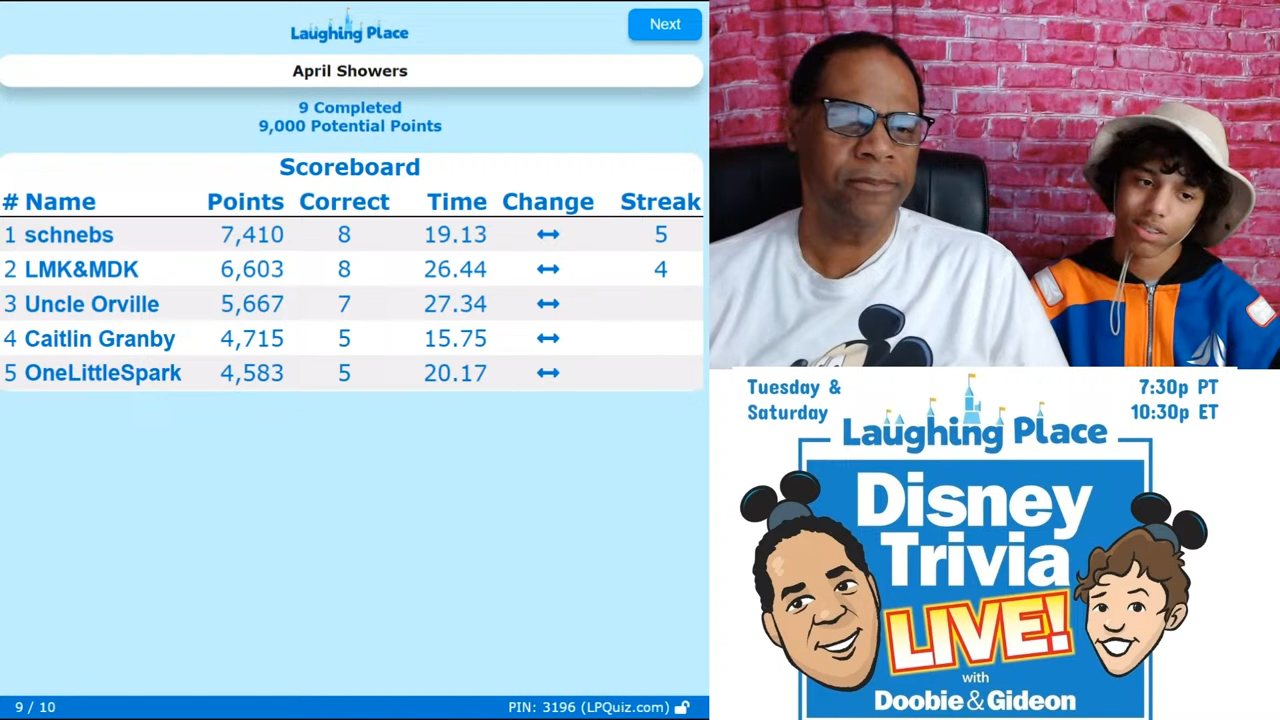 Laughing Place
Next
April Showers
9 Completed
9,000 Potential Points
Scoreboard
# Name Points Correct Time Change Streak
1 schnebs 7,410 8 19.13 ↔ 5
2 LMK&MDK 6,603 8 26.44 ↔ 4
3 Uncle Orville 5,667 7 27.34 ↔
4 Caitlin Granby 4,715 5 15.75 ↔
5 OneLittleSpark 4,583 5 20.17 ↔
9 / 10
PIN: 3196 (LPQuiz.com)
Tuesday & 7:30p PT
Saturday 10:30p ET
Laughing Place
Disney
Trivia
LIVE!
with
Doobie & Gideon